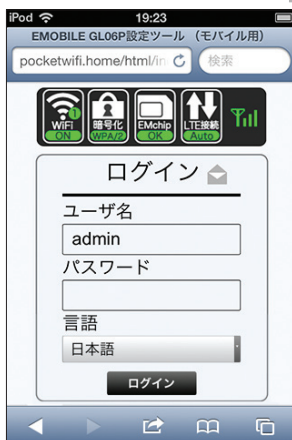 iPod 19:23
EMOBILE GL06P設定ツール (モバイル用)
pocketwifi.home/html/in 検索
WiFi 暗号化 EMchip LTE接続
ON WPA/2 OK Auto
ログイン
ユーザ名
admin
パスワード
言語
日本語
ログイン